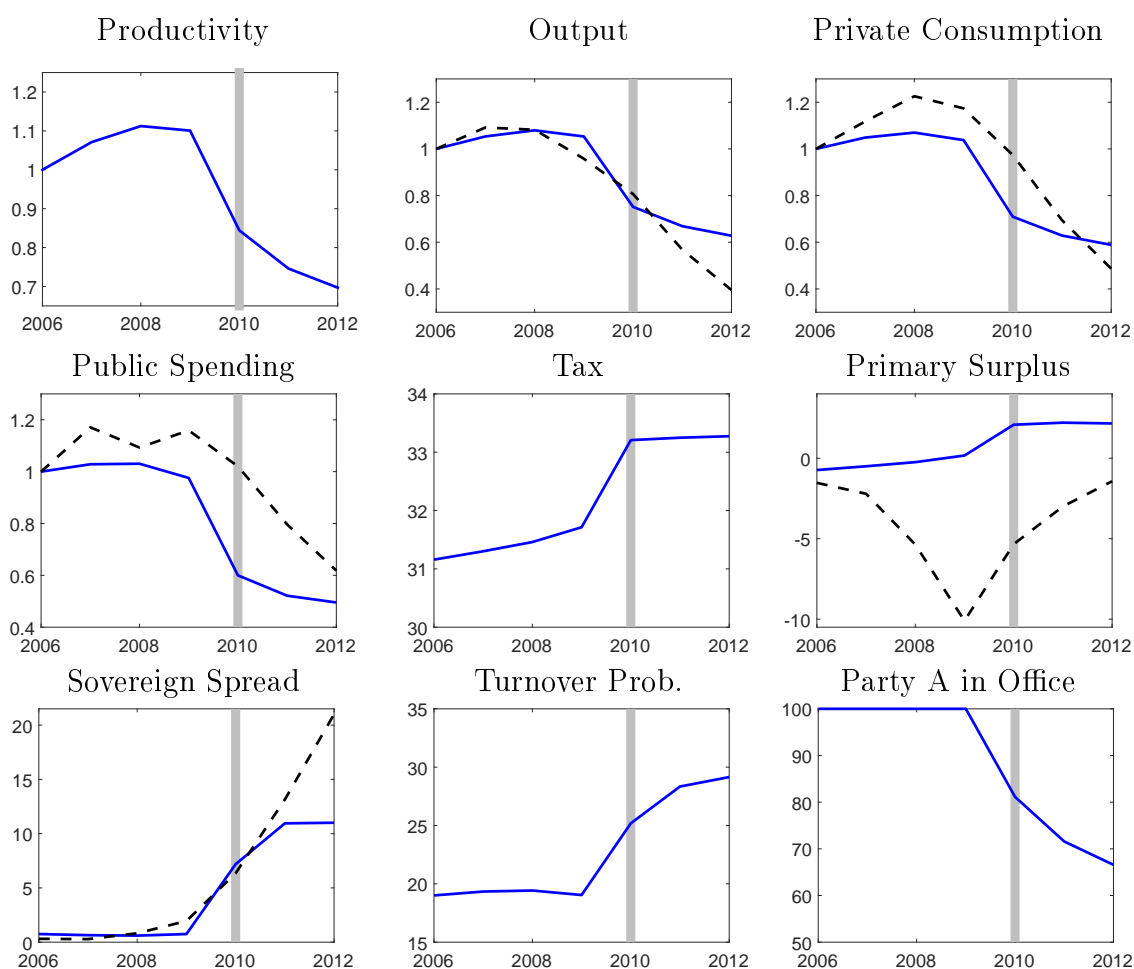 Productivity
Output
Private Consumption
1.2
1.1
1
0.9
0.8
0.7
2006 2008 2010 2012
1.2
1
0.8
0.6
0.4
2006 2008 2010 2012
1.2
1
0.8
0.6
0.4
2006 2008 2010 2012
Public Spending
Tax
Primary Surplus
1.2
1
0.8
0.6
0.4
2006 2008 2010 2012
34
33
32
31
30
2006 2008 2010 2012
0
-5
-10
2006 2008 2010 2012
Sovereign Spread
Turnover Prob.
Party A in Office
20
15
10
5
0
2006 2008 2010 2012
35
30
25
20
15
2006 2008 2010 2012
100
90
80
70
60
50
2006 2008 2010 2012